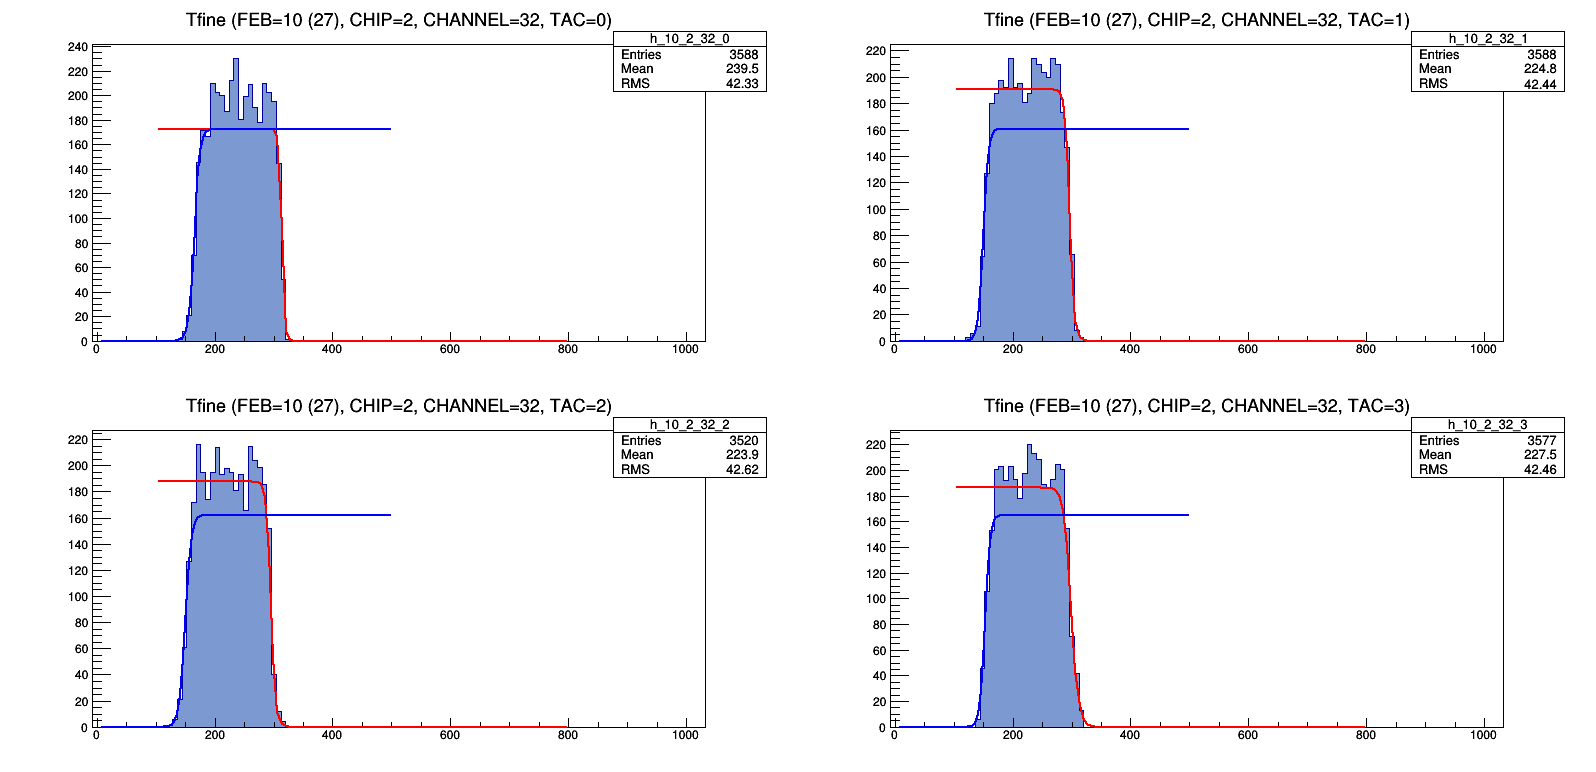 Tfine (FEB=10 (27), CHIP=2, CHANNEL=32, TAC=0)
h_10_2_32_0
Entries 3588
Mean 239.5
RMS 42.33
240
220
200
180
160
140
120
100
80
60
40
20
0
0 200 400 600 800 1000
Tfine (FEB=10 (27), CHIP=2, CHANNEL=32, TAC=1)
h_10_2_32_1
Entries 3588
Mean 224.8
RMS 42.44
220
200
180
160
140
120
100
80
60
40
20
0
0 200 400 600 800 1000
Tfine (FEB=10 (27), CHIP=2, CHANNEL=32, TAC=2)
h_10_2_32_2
Entries 3520
Mean 223.9
RMS 42.62
220
200
180
160
140
120
100
80
60
40
20
0
0 200 400 600 800 1000
Tfine (FEB=10 (27), CHIP=2, CHANNEL=32, TAC=3)
h_10_2_32_3
Entries 3577
Mean 227.5
RMS 42.46
220
200
180
160
140
120
100
80
60
40
20
0
0 200 400 600 800 1000